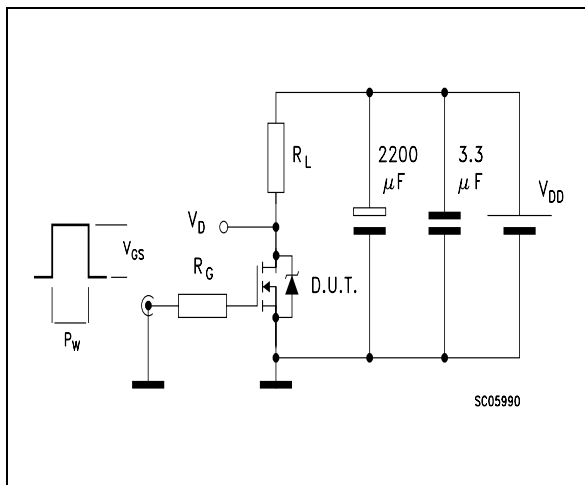 R_L
2200
μF
3.3
μF
V_DD
V_D
V_GS
R_G
D.U.T.
P_W
SC05990